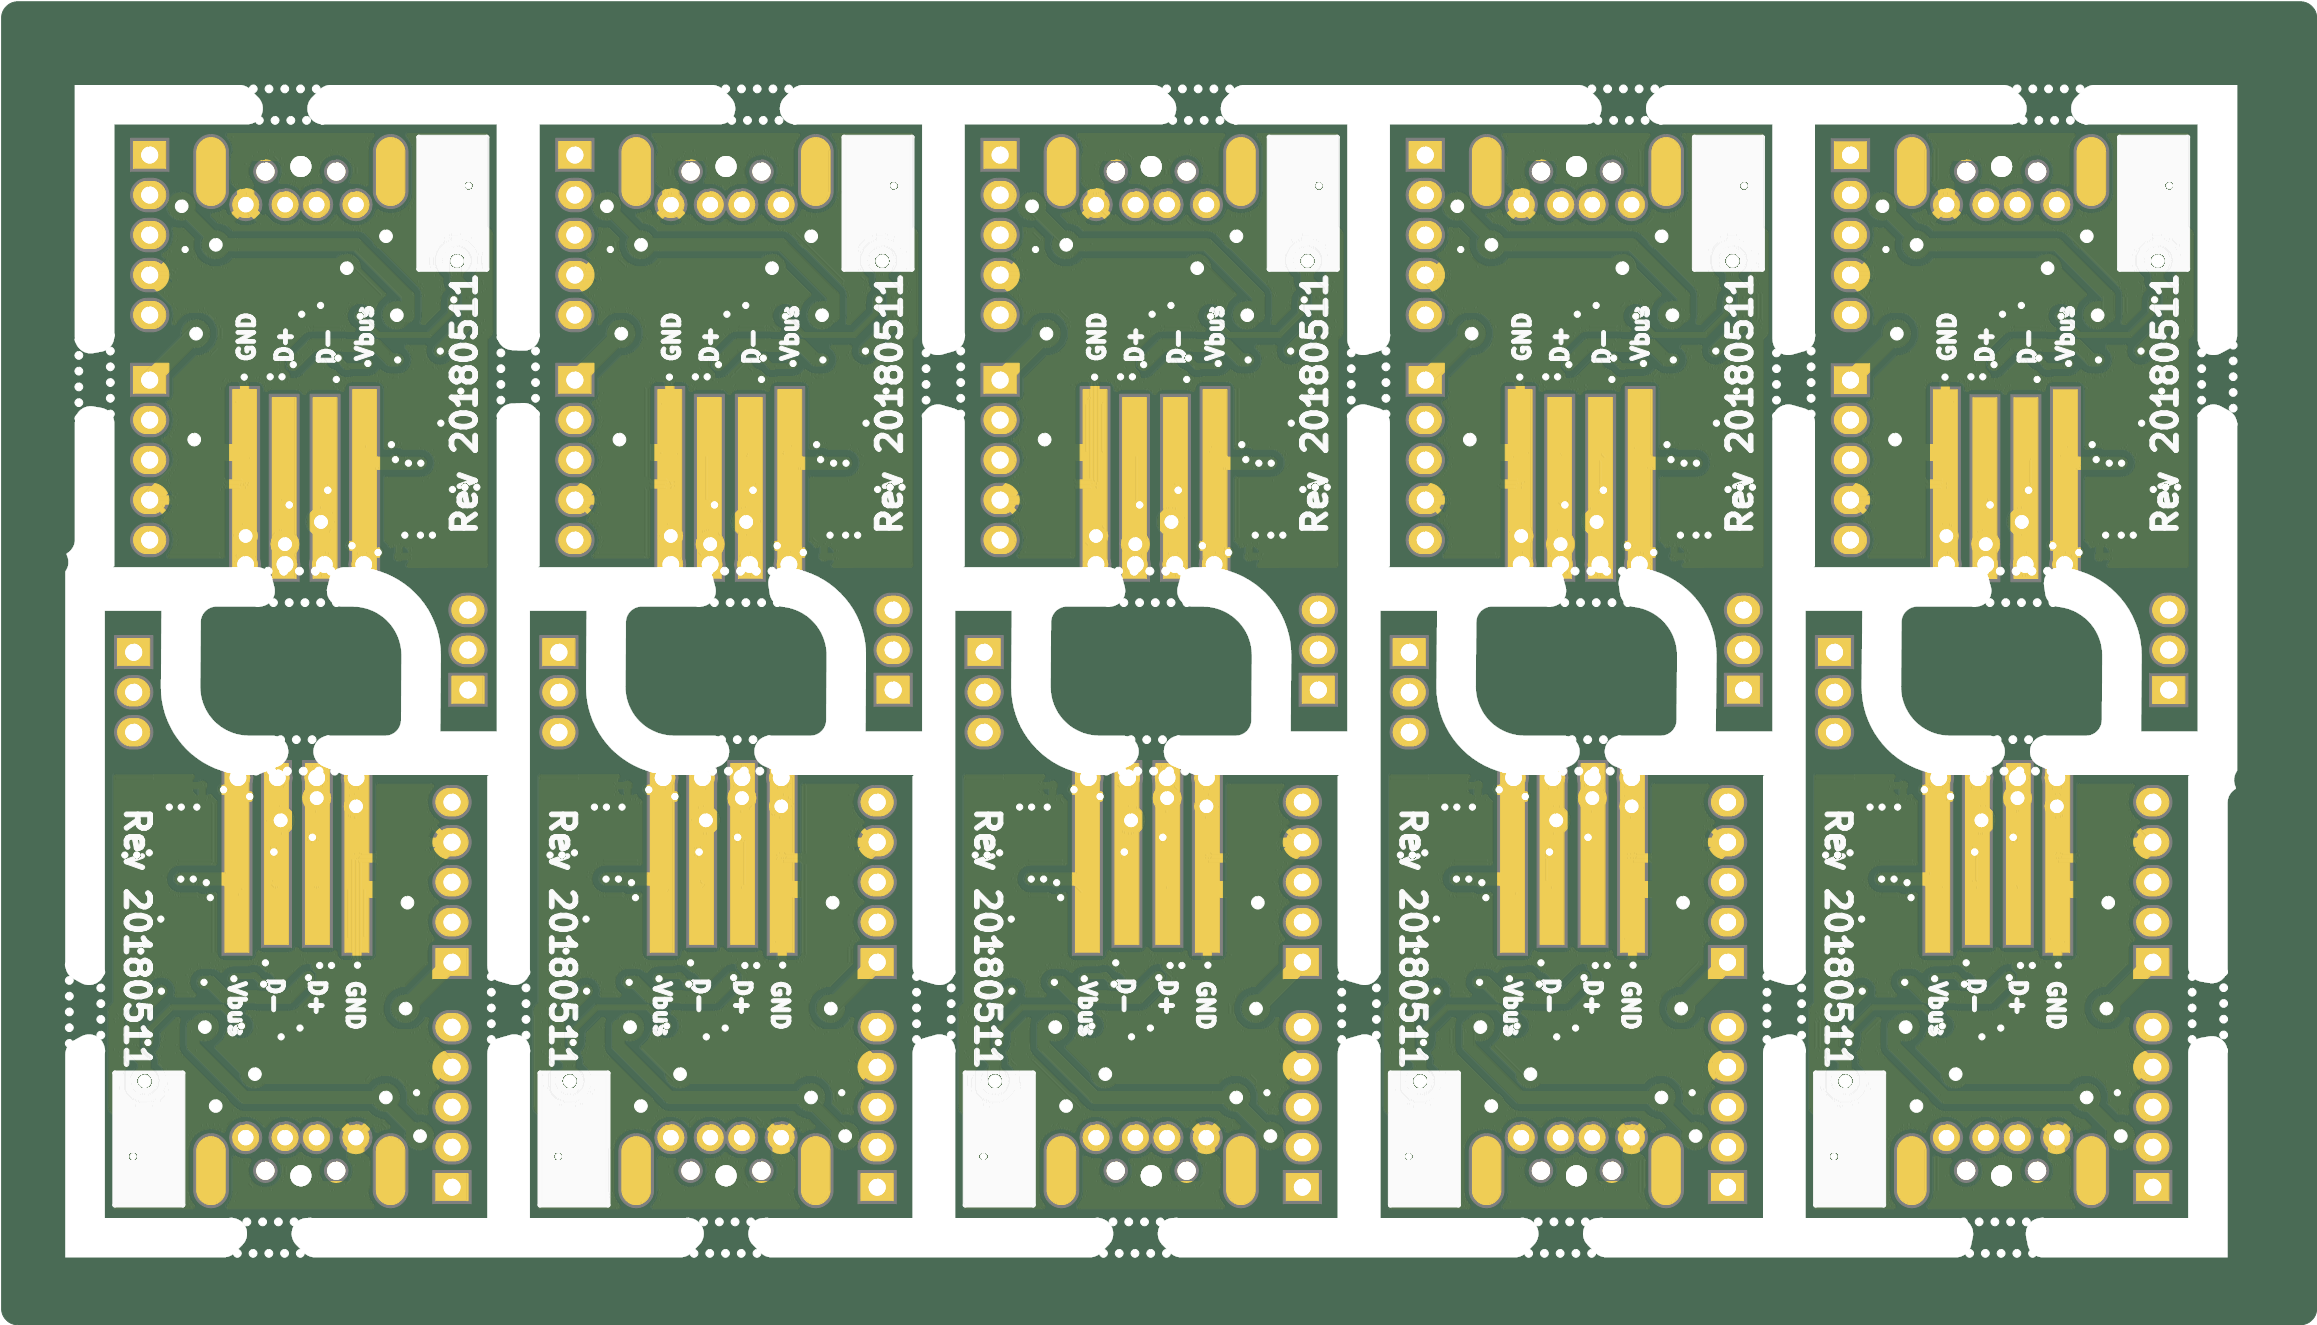 GND
D+
D-
Vbus
Rev 20180511
GND
D+
D-
Vbus
Rev 20180511
GND
D+
D-
Vbus
Rev 20180511
GND
D+
D-
Vbus
Rev 20180511
GND
D+
D-
Vbus
Rev 20180511
Rev 20180511
Vbus
D-
D+
GND
Rev 20180511
Vbus
D-
D+
GND
Rev 20180511
Vbus
D-
D+
GND
Rev 20180511
Vbus
D-
D+
GND
Rev 20180511
Vbus
D-
D+
GND